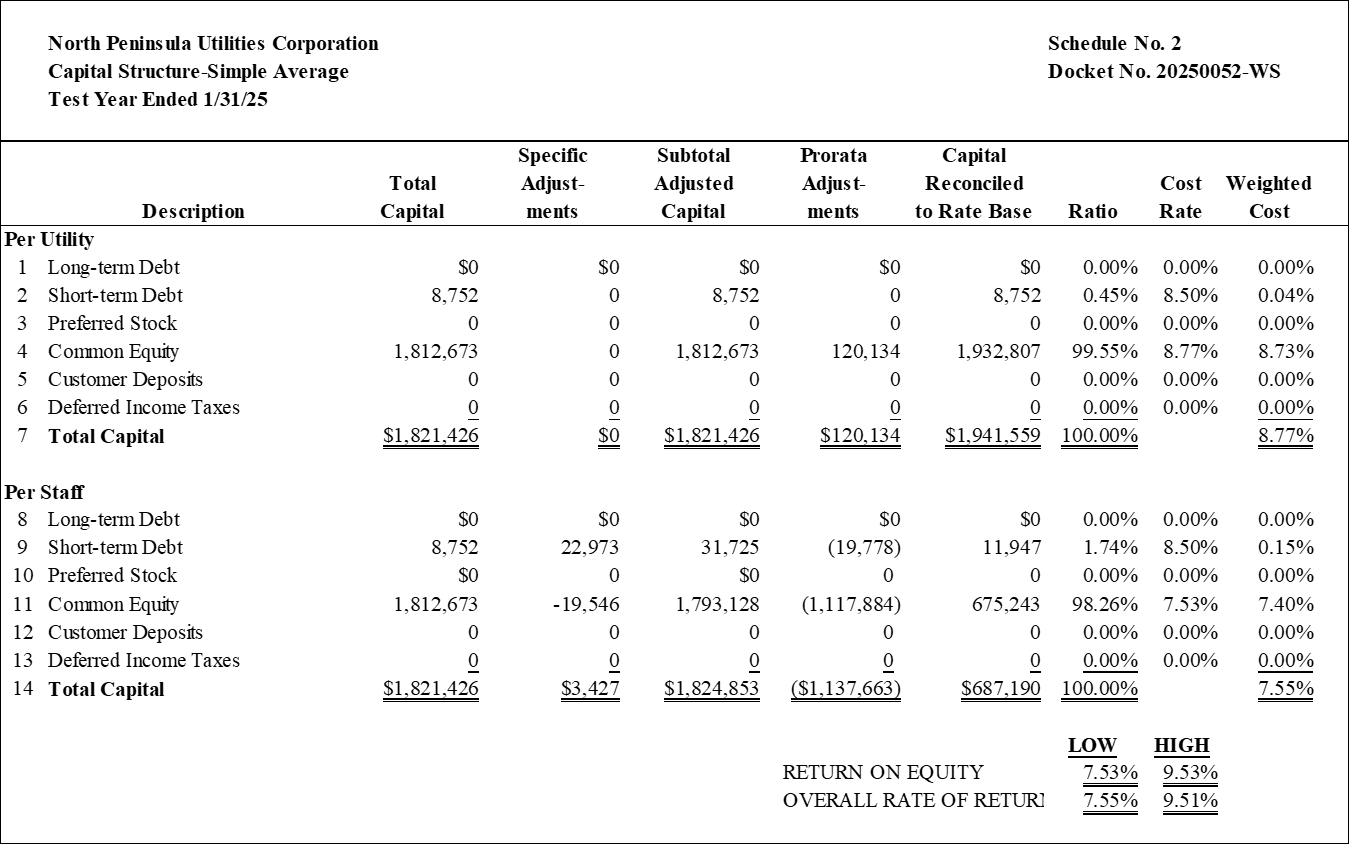 North Peninsula Utilities Corporation Schedule No. 2
Capital Structure-Simple Average Docket No. 20250052-WS
Test Year Ended 1/31/25
Specific Subtotal Prorata Capital
Total Adjust- Adjusted Adjust- Reconciled Cost Weighted
Description Capital ments Capital ments to Rate Base Ratio Rate Cost
Per Utility
1 Long-term Debt $0 $0 $0 $0 $0 0.00% 0.00% 0.00%
2 Short-term Debt 8,752 0 8,752 0 8,752 0.45% 8.50% 0.04%
3 Preferred Stock 0 0 0 0 0 0.00% 0.00% 0.00%
4 Common Equity 1,812,673 0 1,812,673 120,134 1,932,807 99.55% 8.77% 8.73%
5 Customer Deposits 0 0 0 0 0 0.00% 0.00% 0.00%
6 Deferred Income Taxes 0 0 0 0 0 0.00% 0.00% 0.00%
7 Total Capital $1,821,426 $0 $1,821,426 $120,134 $1,941,559 100.00% 8.77%
Per Staff
8 Long-term Debt $0 $0 $0 $0 $0 0.00% 0.00% 0.00%
9 Short-term Debt 8,752 22,973 31,725 (19,778) 11,947 1.74% 8.50% 0.15%
10 Preferred Stock $0 0 $0 0 0 0.00% 0.00% 0.00%
11 Common Equity 1,812,673 -19,546 1,793,128 (1,117,884) 675,243 98.26% 7.53% 7.40%
12 Customer Deposits 0 0 0 0 0 0.00% 0.00% 0.00%
13 Deferred Income Taxes 0 0 0 0 0 0.00% 0.00% 0.00%
14 Total Capital $1,821,426 $3,427 $1,824,853 ($1,137,663) $687,190 100.00% 7.55%
LOW HIGH
RETURN ON EQUITY 7.53% 9.53%
OVERALL RATE OF RETURN 7.55% 9.51%